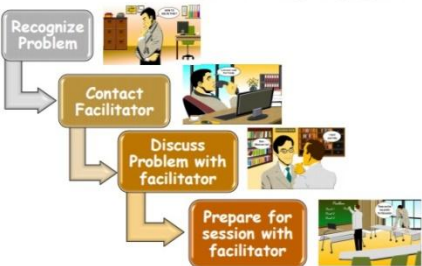 Recognize
Problem
Contact
Facilitator
Discuss
Problem with
facilitator
Prepare for
session with
facilitator